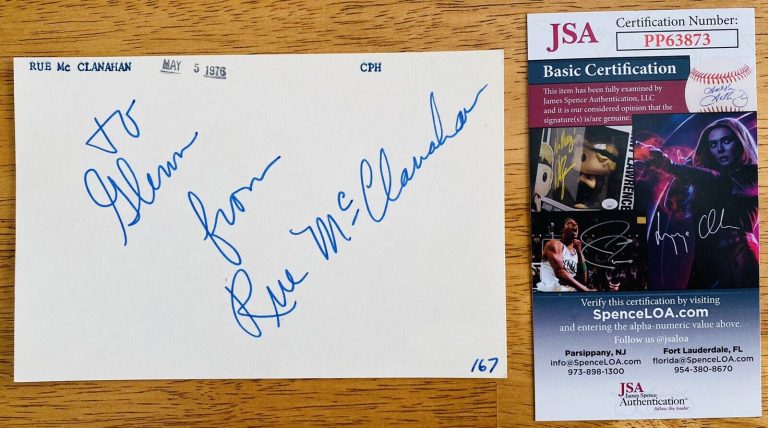 RUE Mc CLANAHAN
MAY 5 1976
CPH
to
Glenn
from
Rue McClanahan
167
JSA
Certification Number:
PP63873
Basic Certification
This item has been fully examined by
James Spence Authentication, LLC
and it is our considered opinion that the
signature(s) is/are genuine.
Verify this certification by visiting
SpenceLOA.com
and entering the alpha-numeric value above.
Follow us @jsaloa
Parsippany, NJ
info@SpenceLOA.com
973-898-1300
Fort Lauderdale, FL
florida@SpenceLOA.com
954-380-8670
JSA
James Spence
Authentication
follow the leader